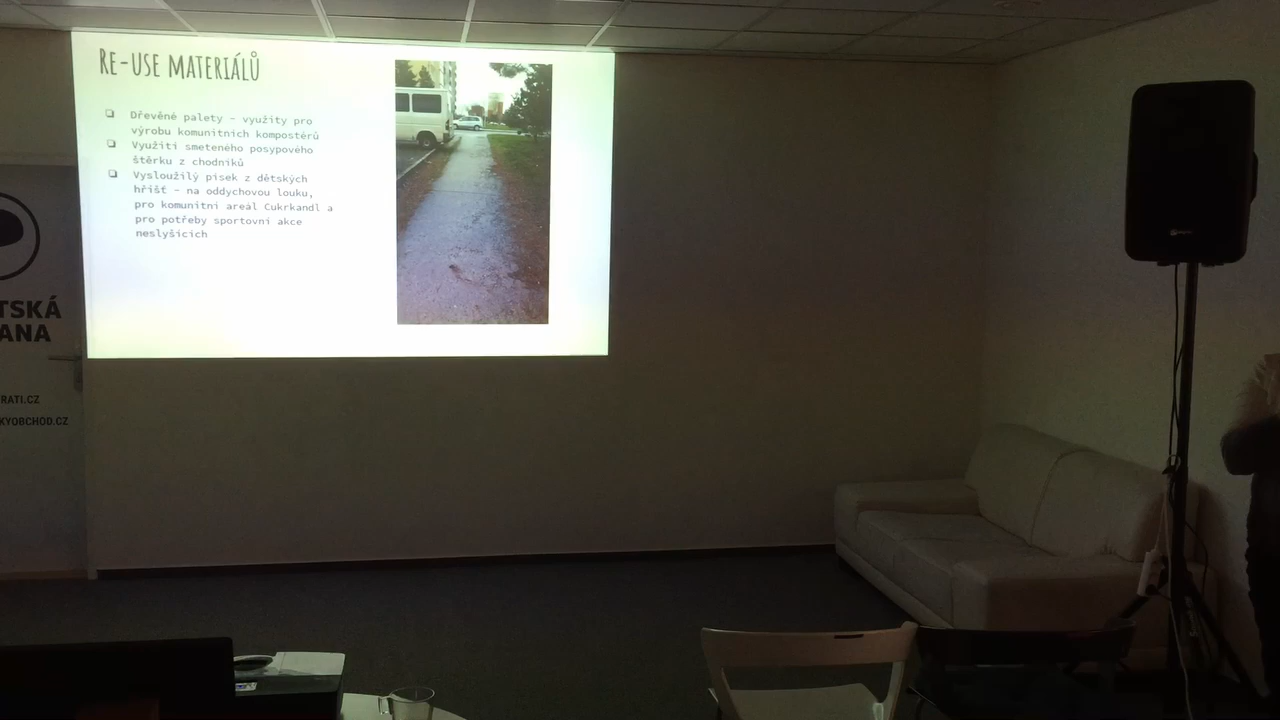 Re-use materiálů
❑ Dřevěné palety - využity pro
výrobu komunitních kompostérů
❑ Využití smeteného posypového
štěrku z chodníků
❑ Vysloužilý písek z dětských
hřišť - na oddychovou louku,
pro komunitní areál Cukrkandl a
pro potřeby sportovní akce
neslyšících
TSKÁ
ANA
RATI.CZ
KYOBCHOD.CZ